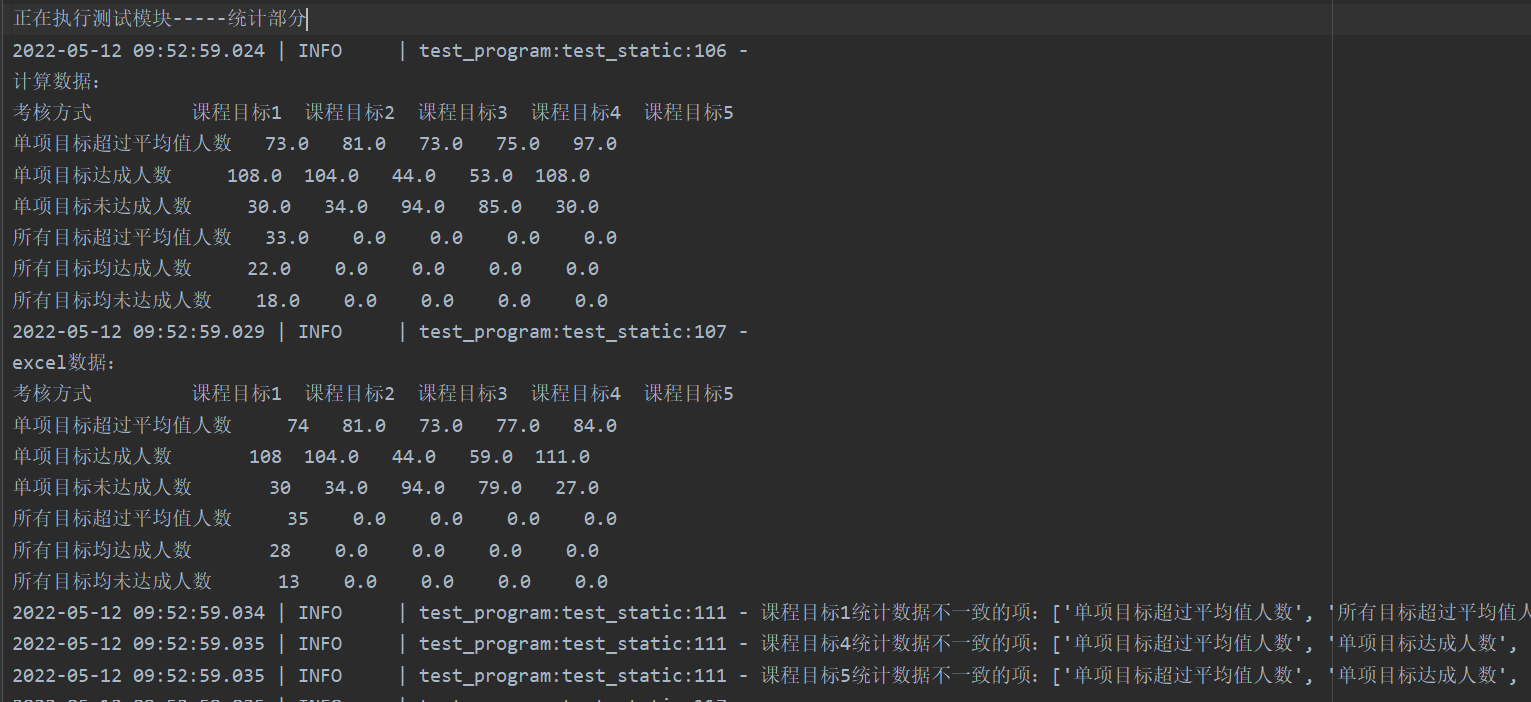 正在执行测试模块-----统计部分
2022-05-12 09:52:59.024 | INFO     | test_program:test_static:106 -
计算数据:
考核方式 课程目标1 课程目标2 课程目标3 课程目标4 课程目标5
单项目标超过平均值人数 73.0 81.0 73.0 75.0 97.0
单项目标达成人数 108.0 104.0 44.0 53.0 108.0
单项目标未达成人数 30.0 34.0 94.0 85.0 30.0
所有目标超过平均值人数 33.0 0.0 0.0 0.0 0.0
所有目标均达成人数 22.0 0.0 0.0 0.0 0.0
所有目标均未达成人数 18.0 0.0 0.0 0.0 0.0
2022-05-12 09:52:59.029 | INFO     | test_program:test_static:107 -
excel数据:
考核方式 课程目标1 课程目标2 课程目标3 课程目标4 课程目标5
单项目标超过平均值人数 74 81.0 73.0 77.0 84.0
单项目标达成人数 108 104.0 44.0 59.0 111.0
单项目标未达成人数 30 34.0 94.0 79.0 27.0
所有目标超过平均值人数 35 0.0 0.0 0.0 0.0
所有目标均达成人数 28 0.0 0.0 0.0 0.0
所有目标均未达成人数 13 0.0 0.0 0.0 0.0
2022-05-12 09:52:59.034 | INFO     | test_program:test_static:111 - 课程目标1统计数据不一致的项: ['单项目标超过平均值人数', '所有目标超过平均值人
2022-05-12 09:52:59.035 | INFO     | test_program:test_static:111 - 课程目标4统计数据不一致的项: ['单项目标超过平均值人数', '单项目标达成人数',
2022-05-12 09:52:59.035 | INFO     | test_program:test_static:111 - 课程目标5统计数据不一致的项: ['单项目标超过平均值人数', '单项目标达成人数',